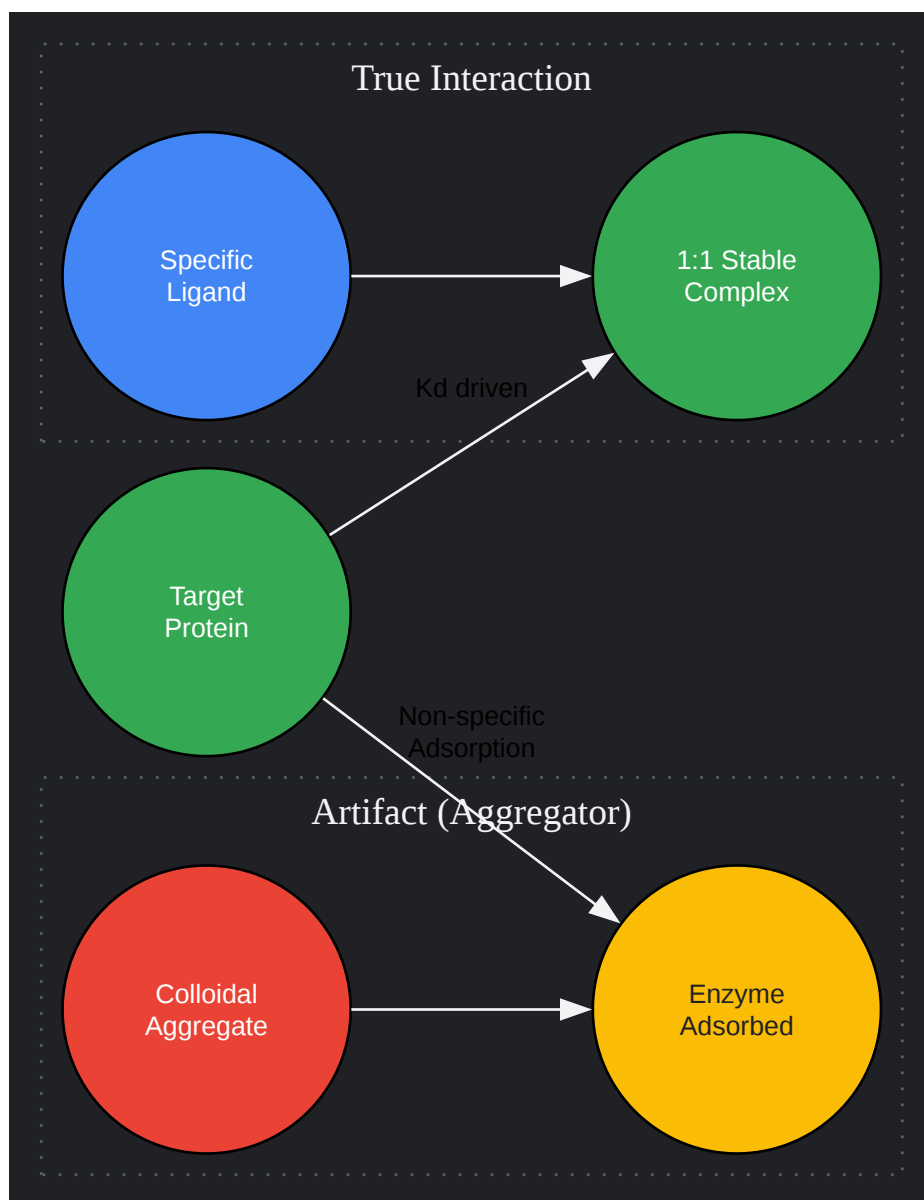 True Interaction
Specific
Ligand
1:1 Stable
Complex
Kd driven
Target
Protein
Non-specific
Adsorption
Artifact (Aggregator)
Colloidal
Aggregate
Enzyme
Adsorbed